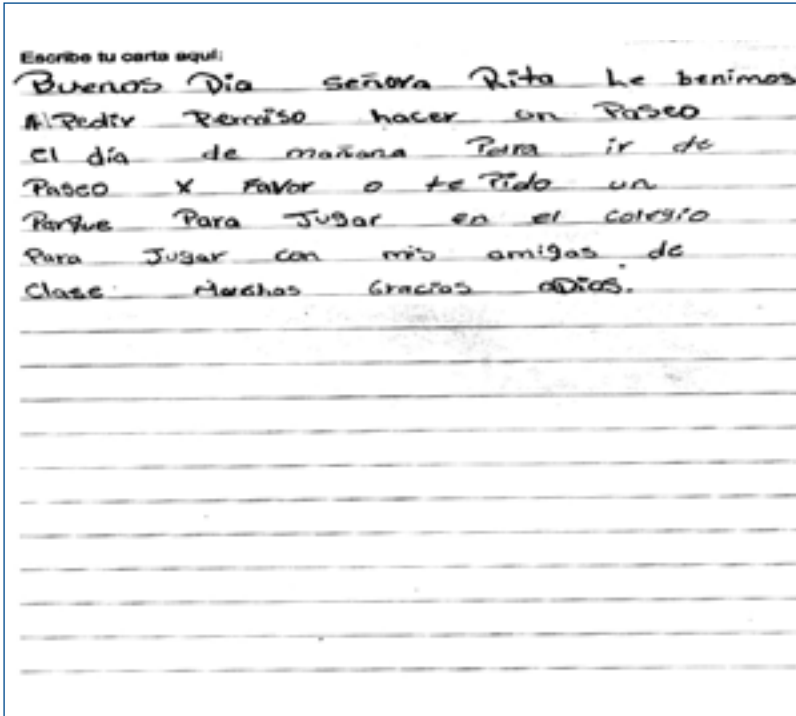 Escribe tu carta aquí:
Buenos Dia señora Rita Le benimos
A Pedir Permiso hacer un Paseo
el día de mañana Para ir de
Paseo x Favor o te Pido un
Parque Para Jugar en el colegio
Para Jugar con mis amigas de
Clase Muchas Gracias aDios.